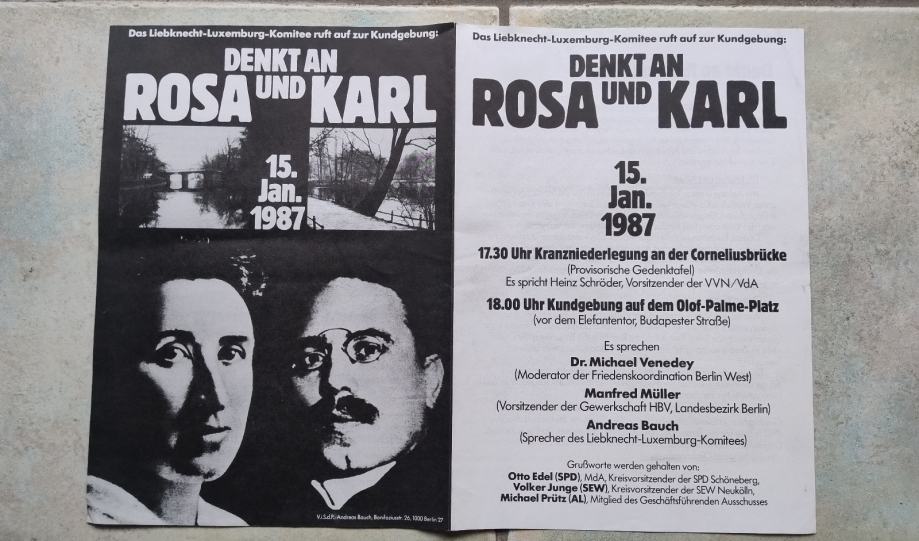 Das Liebknecht-Luxemburg-Komitee ruft auf zur Kundgebung:
DENKT AN
ROSA UND KARL
15.
Jan.
1987
V.i.S.d.P.: Andreas Bauch, Bonifaziusstr. 26, 1000 Berlin 27
Das Liebknecht-Luxemburg-Komitee ruft auf zur Kundgebung:
DENKT AN
ROSA UND KARL
15.
Jan.
1987
17.30 Uhr Kranzniederlegung an der Corneliusbrücke
(Provisorische Gedenktafel)
Es spricht Heinz Schröder, Vorsitzender der VVN/VdA
18.00 Uhr Kundgebung auf dem Olof-Palme-Platz
(vor dem Elefantentor, Budapester Straße)
Es sprechen
Dr. Michael Venedey
(Moderator der Friedenskoordination Berlin West)
Manfred Müller
(Vorsitzender der Gewerkschaft HBV, Landesbezirk Berlin)
Andreas Bauch
(Sprecher des Liebknecht-Luxemburg-Komitees)
Grußworte werden gehalten von:
Otto Edel (SPD), MdA, Kreisvorsitzender der SPD Schöneberg,
Volker Junge (SEW), Kreisvorsitzender der SEW Neukölln,
Michael Prütz (AL), Mitglied des Geschäftsführenden Ausschusses